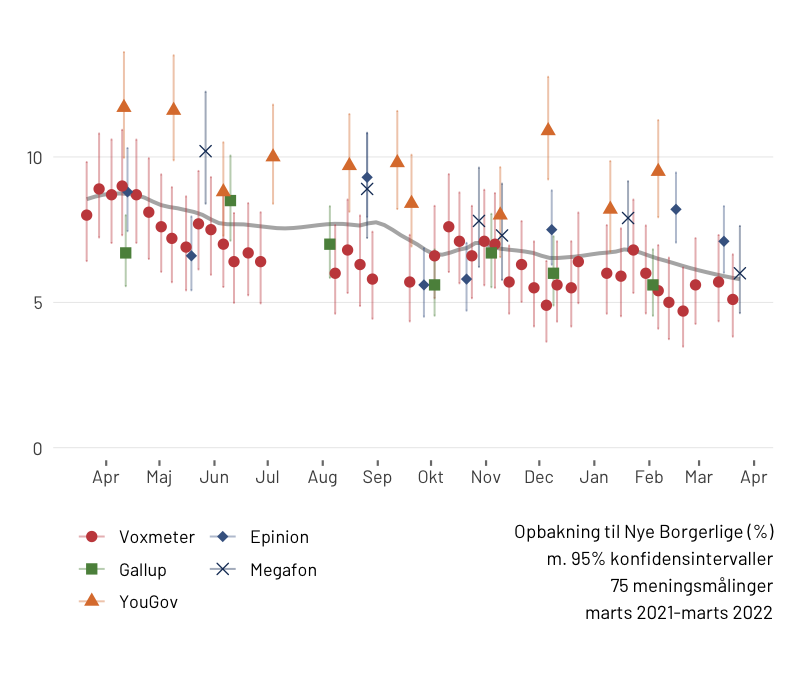 10
5
0
Apr Maj Jun Jul Aug Sep Okt Nov Dec Jan Feb Mar Apr
Voxmeter Epinion
Gallup Megafon
YouGov
Opbakning til Nye Borgerlige (%)
m. 95% konfidensintervaller
75 meningsmålinger
marts 2021-marts 2022